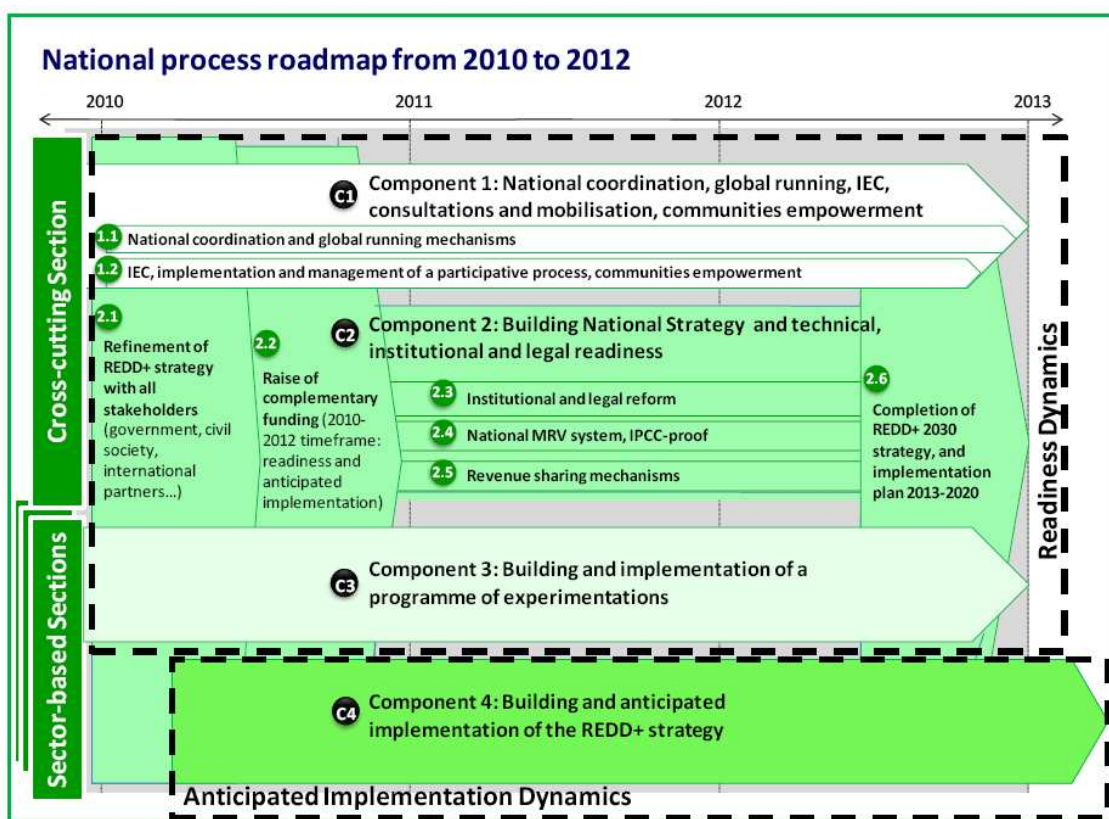 National process roadmap from 2010 to 2012
2010
2011
2012
2013
Cross-cutting Section
C1
Component 1: National coordination, global running, IEC,
consultations and mobilisation, communities empowerment
1.1
National coordination and global running mechanisms
1.2
IEC, implementation and management of a participative process, communities empowerment
2.1
Refinement of
REDD+ strategy
with all
stakeholders
(government, civil
society,
international
partners...)
2.2
Raise of
complementary
funding (2010-
2012 timeframe:
readiness and
anticipated
implementation)
C2
Component 2: Building National Strategy and technical,
institutional and legal readiness
2.3
Institutional and legal reform
2.4
National MRV system, IPCC-proof
2.5
Revenue sharing mechanisms
2.6
Completion of
REDD+ 2030
strategy, and
implementation
plan 2013-2020
Readiness Dynamics
Sector-based Sections
C3
Component 3: Building and implementation of a
programme of experimentations
C4
Component 4: Building and anticipated
implementation of the REDD+ strategy
Anticipated Implementation Dynamics